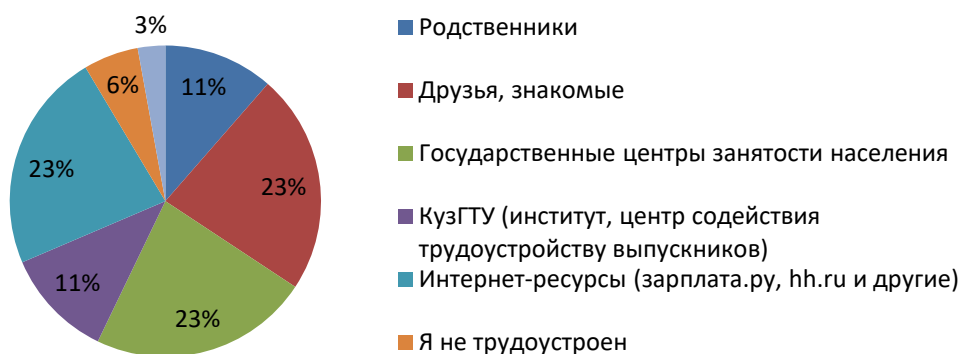 3%
6%
11%
23%
23%
11%
23%
Родственники
Друзья, знакомые
Государственные центры занятости населения
КузГТУ (институт, центр содействия
трудоустройству выпускников)
Интернет-ресурсы (зарплата.ру, hh.ru и другие)
Я не трудоустроен